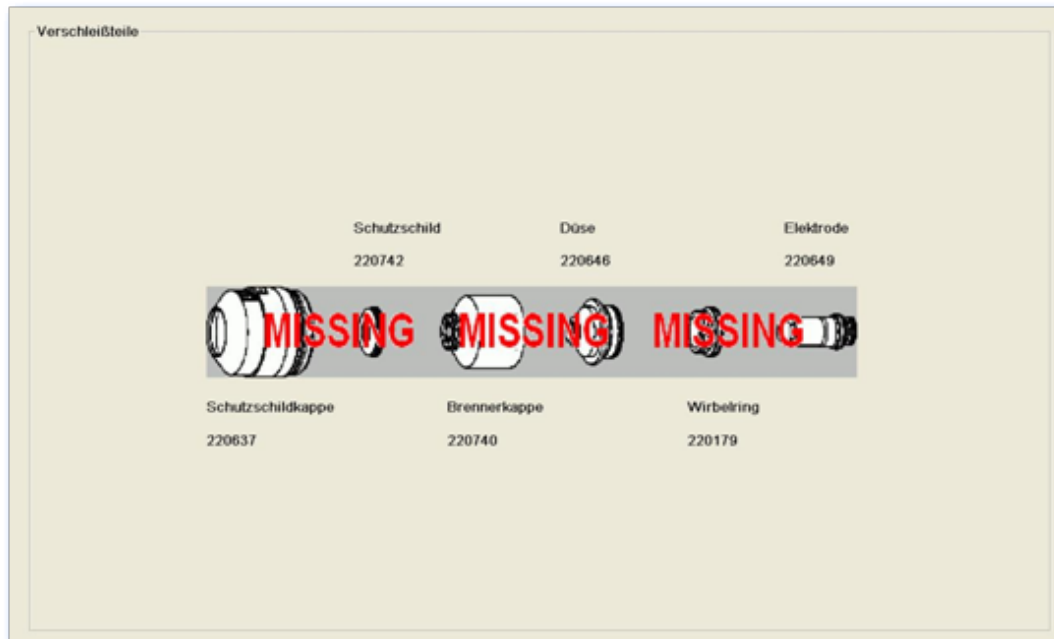 Verschleißteile
Schutzschild Düse Elektrode
220742 220646 220649
MISSING MISSING MISSING
Schutzschildkappe Brennerkappe Wirbelring
220637 220740 220179